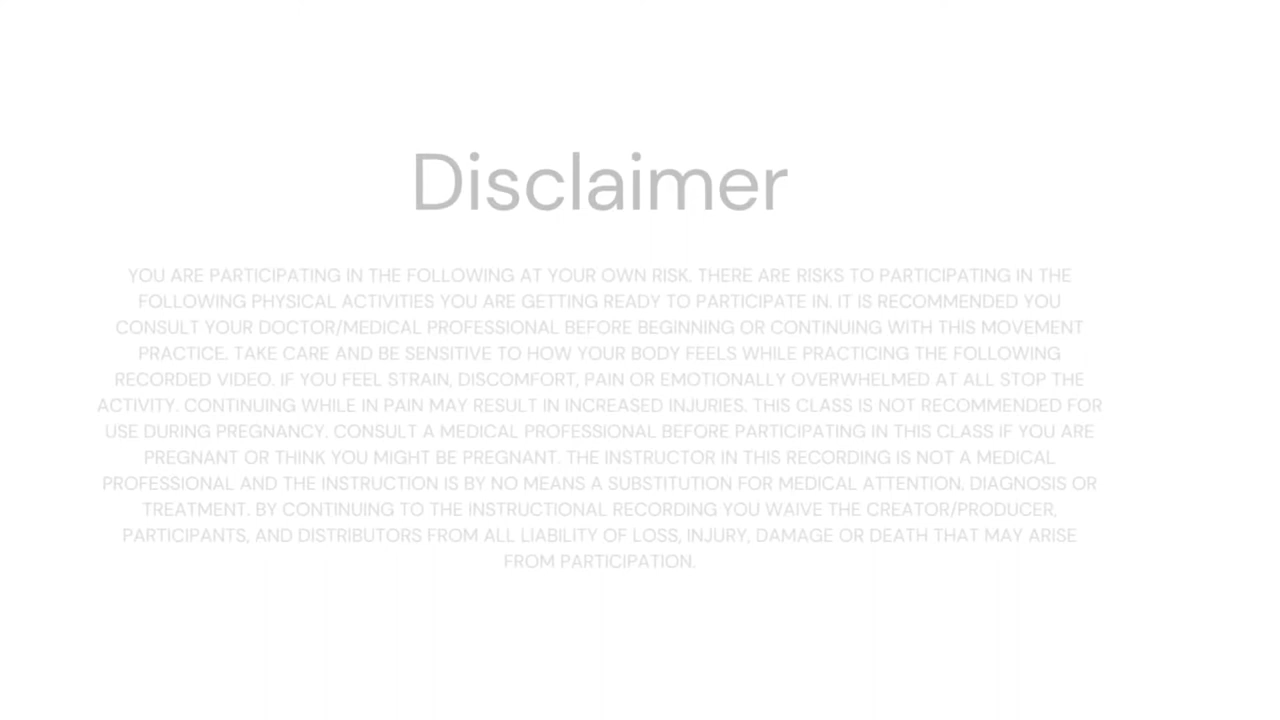 Disclaimer
YOU ARE PARTICIPATING IN THE FOLLOWING AT YOUR OWN RISK. THERE ARE RISKS TO PARTICIPATING IN THE
FOLLOWING PHYSICAL ACTIVITIES YOU ARE GETTING READY TO PARTICIPATE IN. IT IS RECOMMENDED YOU
CONSULT YOUR DOCTOR/MEDICAL PROFESSIONAL BEFORE BEGINNING OR CONTINUING WITH THIS MOVEMENT
PRACTICE. TAKE CARE AND BE SENSITIVE TO HOW YOUR BODY FEELS WHILE PRACTICING THE FOLLOWING
RECORDED VIDEO. IF YOU FEEL STRAIN, DISCOMFORT, PAIN OR EMOTIONALLY OVERWHELMED AT ALL STOP THE
ACTIVITY. CONTINUING WHILE IN PAIN MAY RESULT IN INCREASED INJURIES. THIS CLASS IS NOT RECOMMENDED FOR
USE DURING PREGNANCY. CONSULT A MEDICAL PROFESSIONAL BEFORE PARTICIPATING IN THIS CLASS IF YOU ARE
PREGNANT OR THINK YOU MIGHT BE PREGNANT. THE INSTRUCTOR IN THIS RECORDING IS NOT A MEDICAL
PROFESSIONAL AND THE INSTRUCTION IS BY NO MEANS A SUBSTITUTION FOR MEDICAL ATTENTION, DIAGNOSIS OR
TREATMENT. BY CONTINUING TO THE INSTRUCTIONAL RECORDING YOU WAIVE THE CREATOR/PRODUCER,
PARTICIPANTS, AND DISTRIBUTORS FROM ALL LIABILITY OF LOSS, INJURY, DAMAGE OR DEATH THAT MAY ARISE
FROM PARTICIPATION.